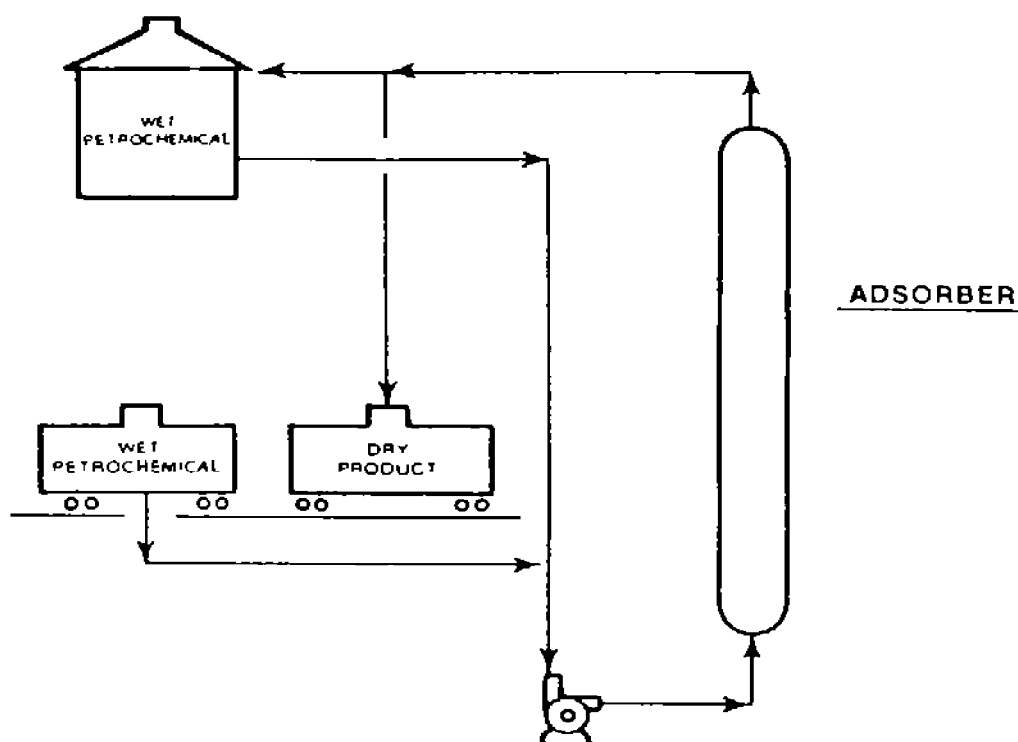 WET
PETROCHEMICAL
ADSORBER
WET
PETROCHEMICAL
DRY
PRODUCT